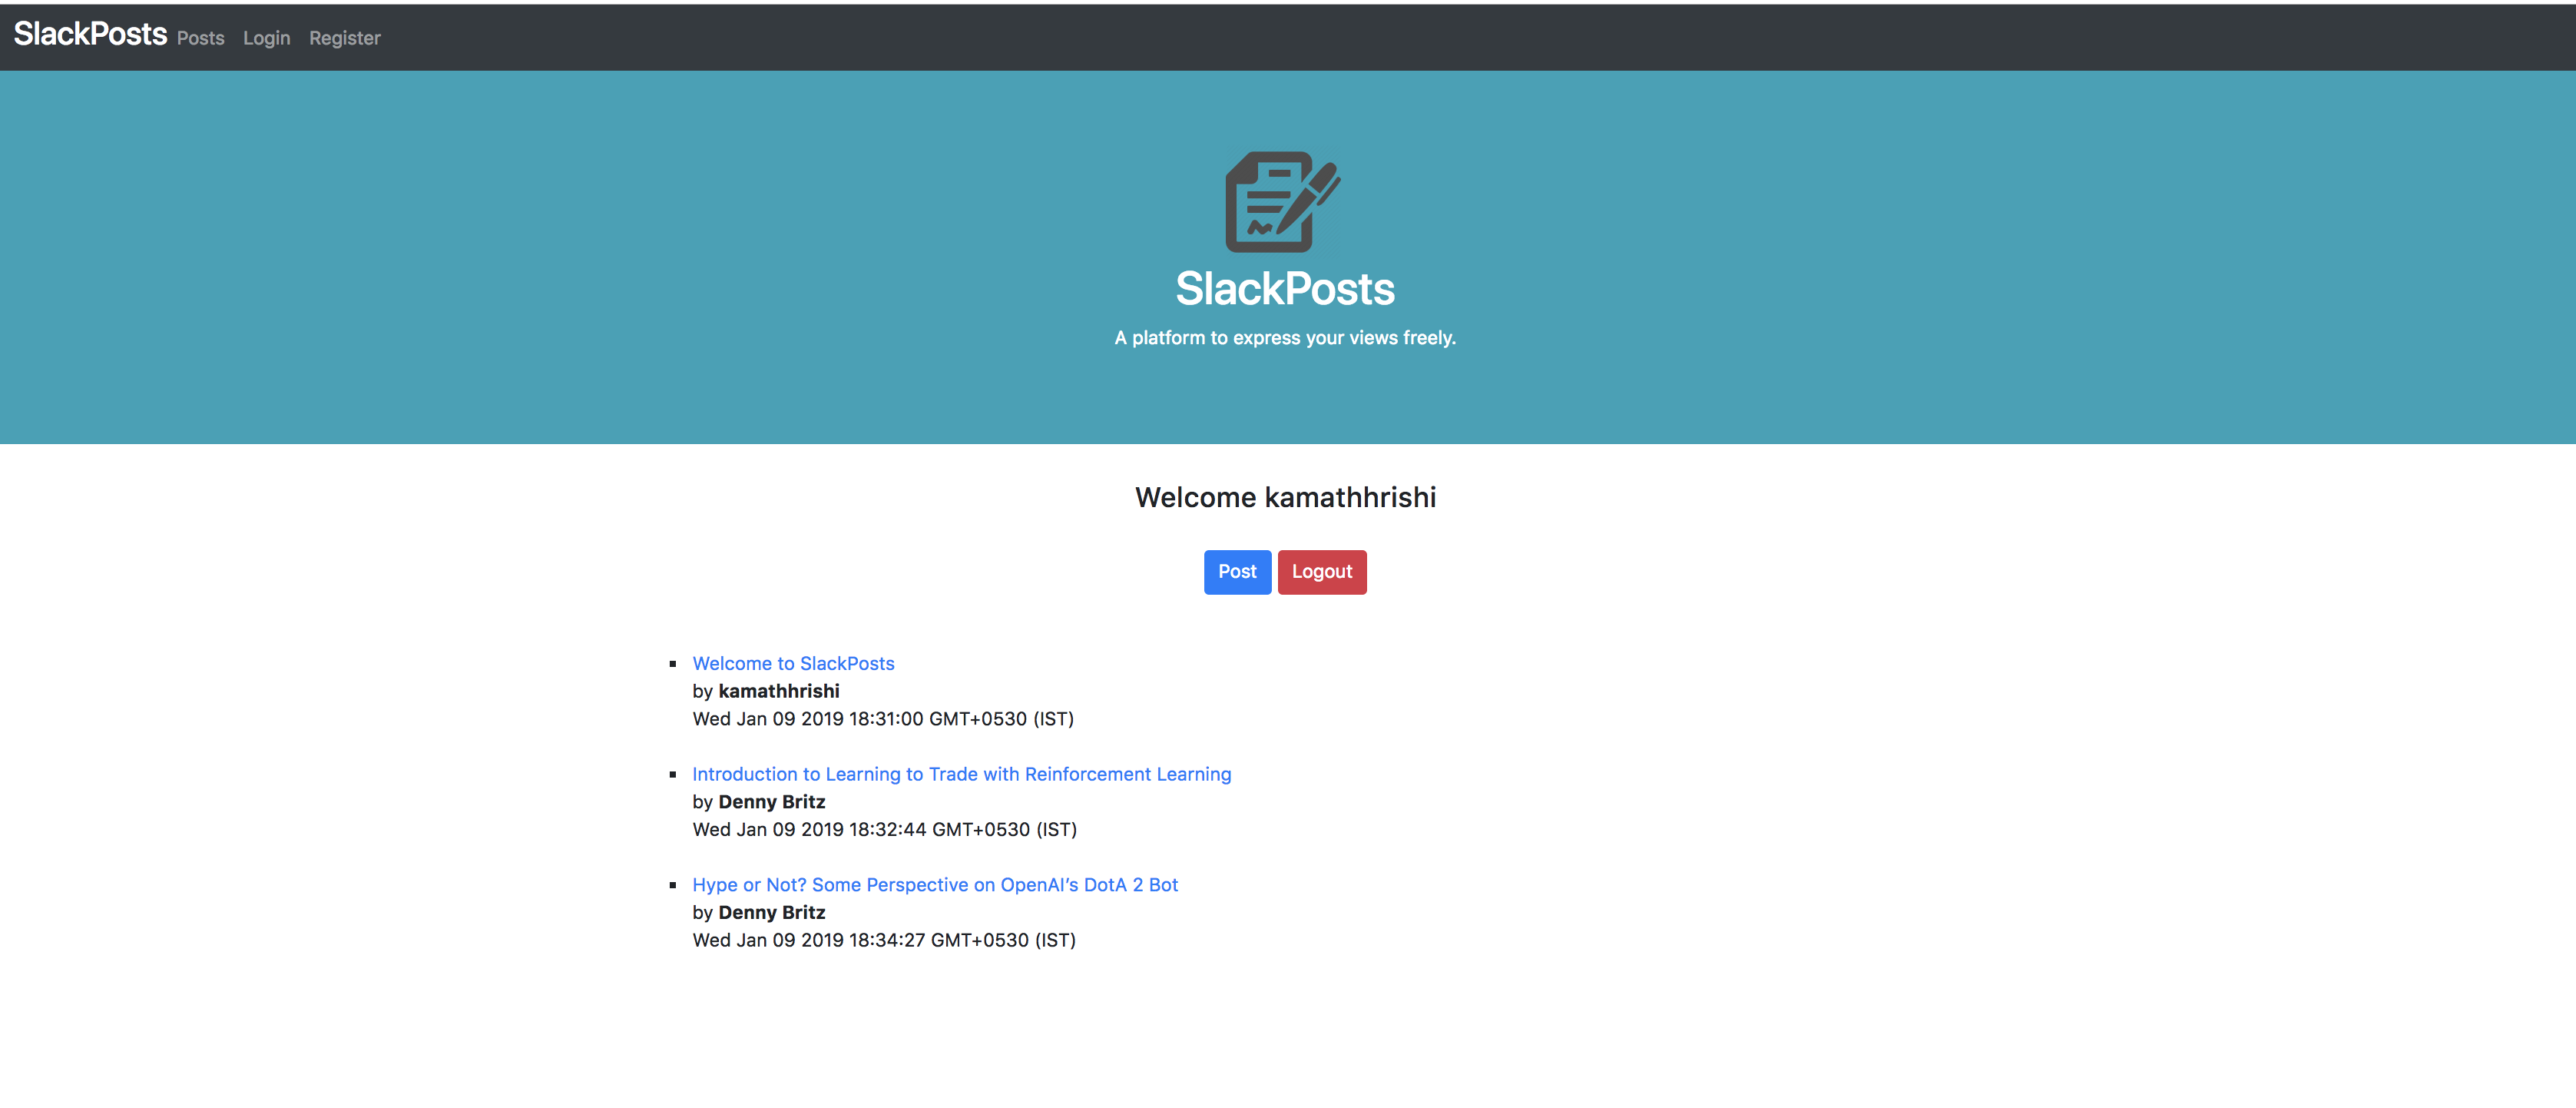 SlackPosts Posts Login Register
SlackPosts
A platform to express your views freely.
Welcome kamathhrishi
Post Logout
Welcome to SlackPosts
by kamathhrishi
Wed Jan 09 2019 18:31:00 GMT+0530 (IST)
Introduction to Learning to Trade with Reinforcement Learning
by Denny Britz
Wed Jan 09 2019 18:32:44 GMT+0530 (IST)
Hype or Not? Some Perspective on OpenAI’s DotA 2 Bot
by Denny Britz
Wed Jan 09 2019 18:34:27 GMT+0530 (IST)